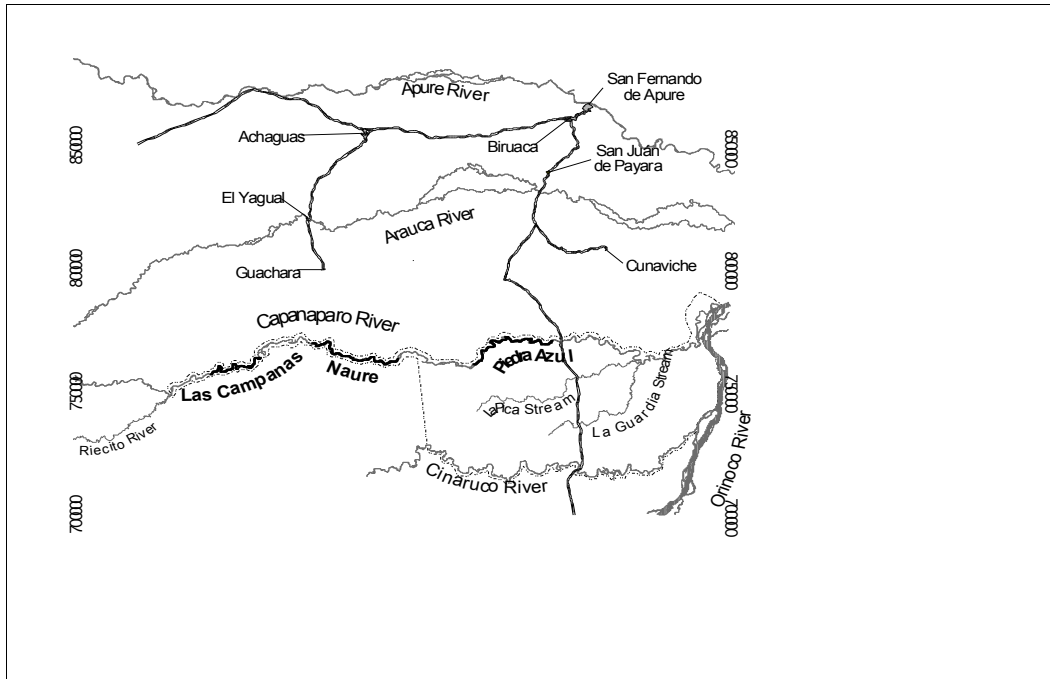 San Fernando
de Apure
Apure River
Achaguas
Biruaca
San Juan
de Payara
850000
850000
El Yagual
Arauca River
Guachara
Cunaviche
800000
800000
Capanaparo River
Piedra Azul
Las Campanas
Naure
750000
750000
La Pica Stream
La Guardia Stream
Riecito River
Cinaruco River
Orinoco River
700000
700000